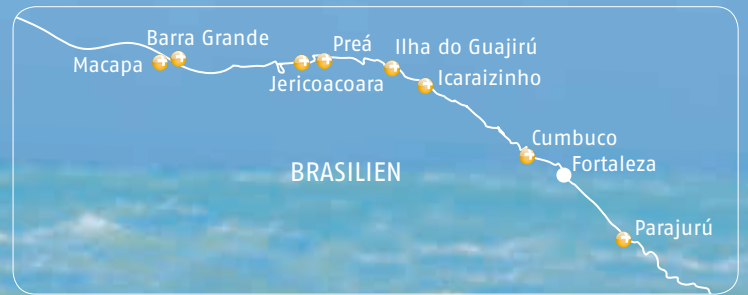 Barra Grande
Macapa
Jericoacoara
Preá
Ilha do Guajirú
Icaraizinho
Cumbuco
Fortaleza
BRASILIEN
Parajurú